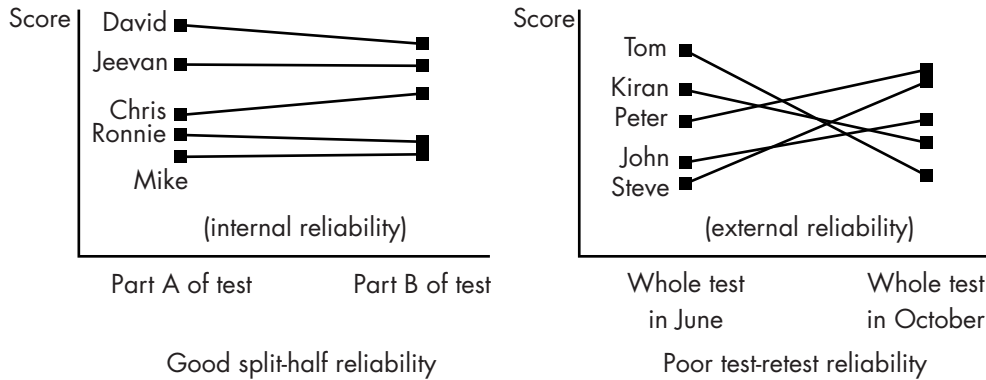 Score
David
Jeevan
Chris
Ronnie
Mike
(internal reliability)
Part A of test
Part B of test
Good split-half reliability
Score
Tom
Kiran
Peter
John
Steve
(external reliability)
Whole test
in June
Whole test
in October
Poor test-retest reliability